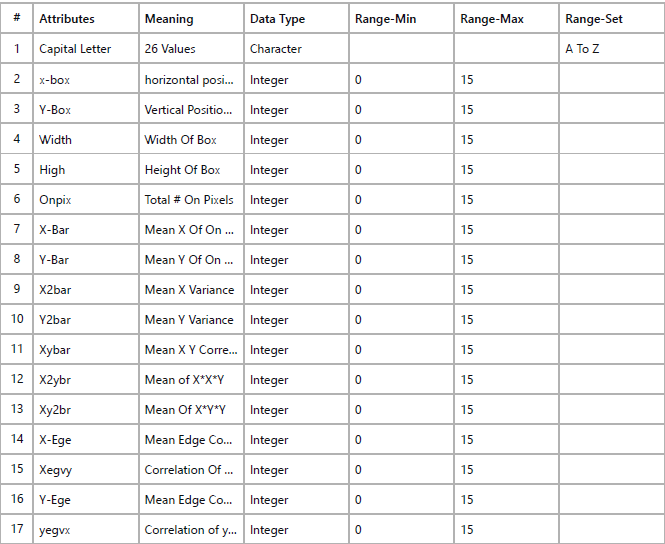 # Attributes Meaning Data Type Range-Min Range-Max Range-Set
1 Capital Letter 26 Values Character A To Z
2 x-box horizontal posi... Integer 0 15
3 Y-Box Vertical Positio... Integer 0 15
4 Width Width Of Box Integer 0 15
5 High Height Of Box Integer 0 15
6 Onpix Total # On Pixels Integer 0 15
7 X-Bar Mean X Of On ... Integer 0 15
8 Y-Bar Mean Y Of On ... Integer 0 15
9 X2bar Mean X Variance Integer 0 15
10 Y2bar Mean Y Variance Integer 0 15
11 Xybar Mean X Y Corre... Integer 0 15
12 X2ybr Mean of X*X*Y Integer 0 15
13 Xy2br Mean Of X*Y*Y Integer 0 15
14 X-Ege Mean Edge Co... Integer 0 15
15 Xegvy Correlation Of ... Integer 0 15
16 Y-Ege Mean Edge Co... Integer 0 15
17 yegvx Correlation of y... Integer 0 15